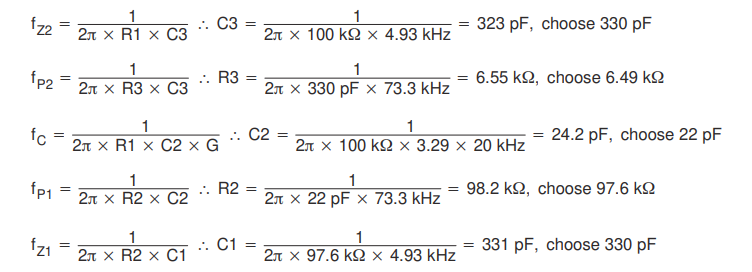 fZ2 = 1 / (2π × R1 × C3) ∴ C3 = 1 / (2π × 100 kΩ × 4.93 kHz) = 323 pF, choose 330 pF
fP2 = 1 / (2π × R3 × C3) ∴ R3 = 1 / (2π × 330 pF × 73.3 kHz) = 6.55 kΩ, choose 6.49 kΩ
fC = 1 / (2π × R1 × C2 × G) ∴ C2 = 1 / (2π × 100 kΩ × 3.29 × 20 kHz) = 24.2 pF, choose 22 pF
fP1 = 1 / (2π × R2 × C2) ∴ R2 = 1 / (2π × 22 pF × 73.3 kHz) = 98.2 kΩ, choose 97.6 kΩ
fZ1 = 1 / (2π × R2 × C1) ∴ C1 = 1 / (2π × 97.6 kΩ × 4.93 kHz) = 331 pF, choose 330 pF